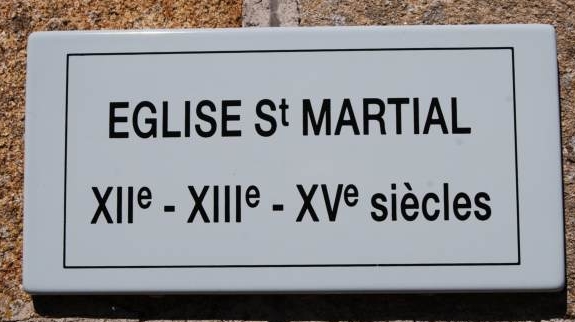 EGLISE St MARTIAL
XIIe - XIIIe - XVe siècles